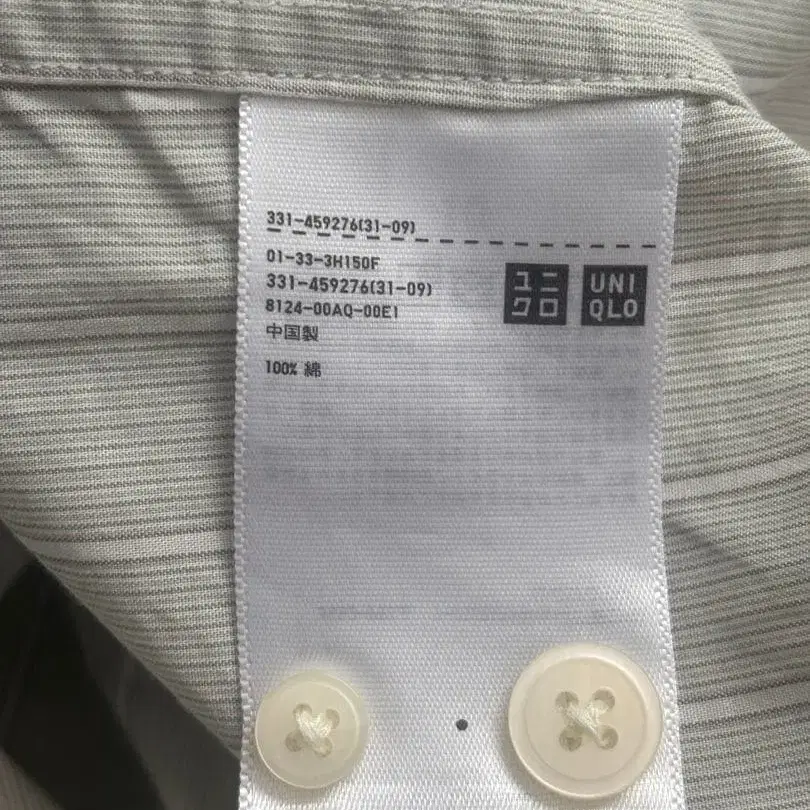 331-459276(31-09)
01-33-3H150F
331-459276(31-09)
8124-00AQ-00E1
中国製
100% 綿
ユニ
クロ
UNI
QLO